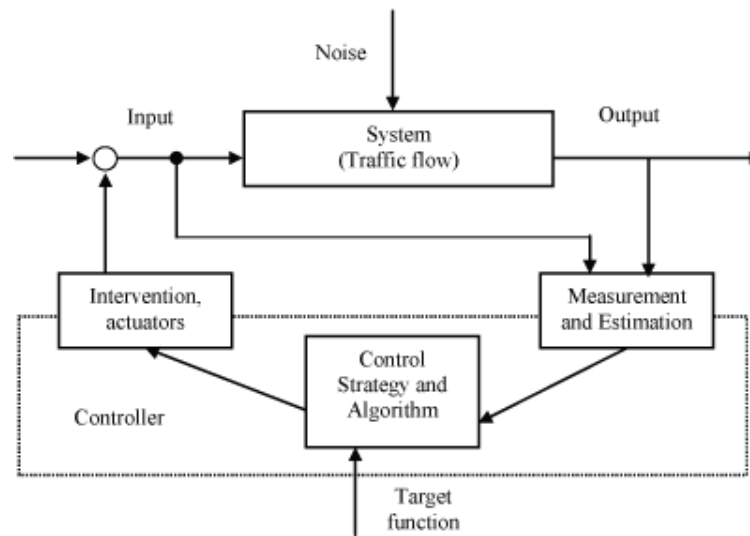 Noise
Input
System
(Traffic flow)
Output
Intervention,
actuators
Measurement
and Estimation
Control
Strategy and
Algorithm
Controller
Target
function